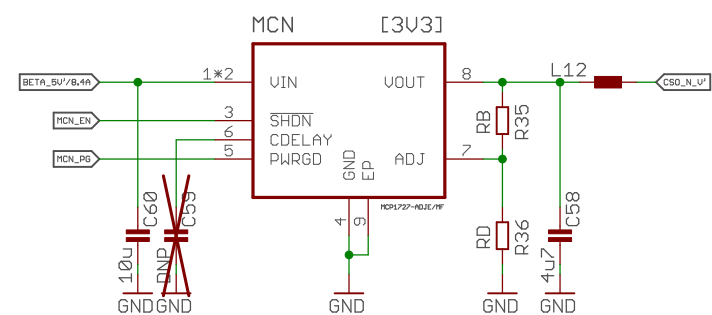 MCN [3V3]
BETA_5V'/8.4A 1*2 VIN VOUT 8 L12 CSO_N_V'
MCN_EN 3 SHDN RB R35
6 CDELAY
MCN_PG 5 PWRGD GND EP ADJ 7
MCP1727-ADJE/MF
10u C60 DNP C59 4 9 RD R36 4u7 C58
GND GND GND GND GND